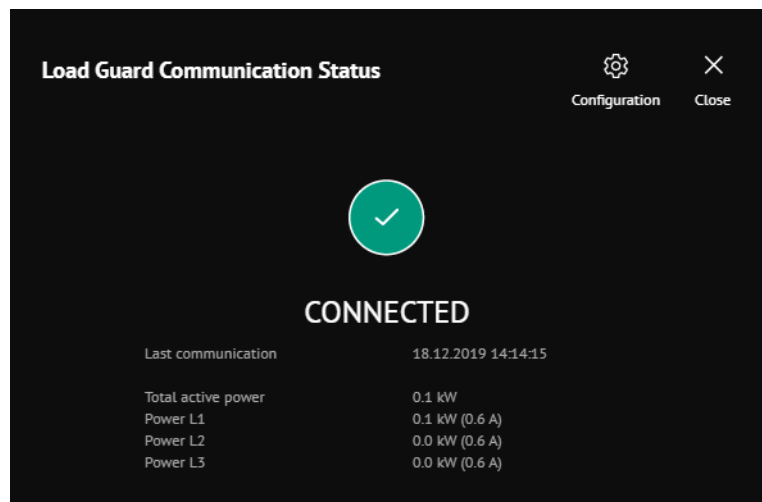 Load Guard Communication Status
Configuration
Close
CONNECTED
Last communication 18.12.2019 14:14:15
Total active power 0.1 kW
Power L1 0.1 kW (0.6 A)
Power L2 0.0 kW (0.6 A)
Power L3 0.0 kW (0.6 A)